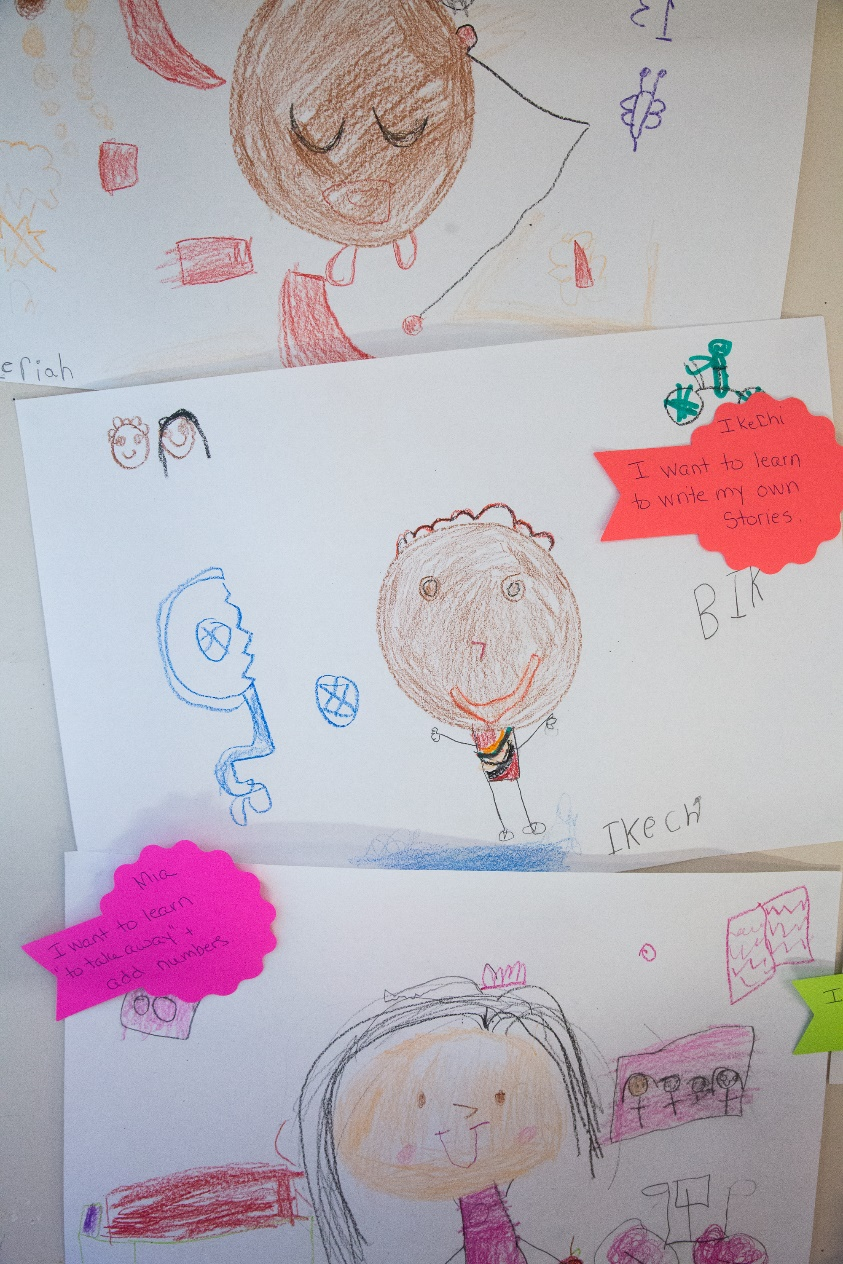 eriah
IkeChi
I want to learn
to write my own
Stories.
BIK
IKechi
Mia
I want to learn
"to take away" +
add numbers
I